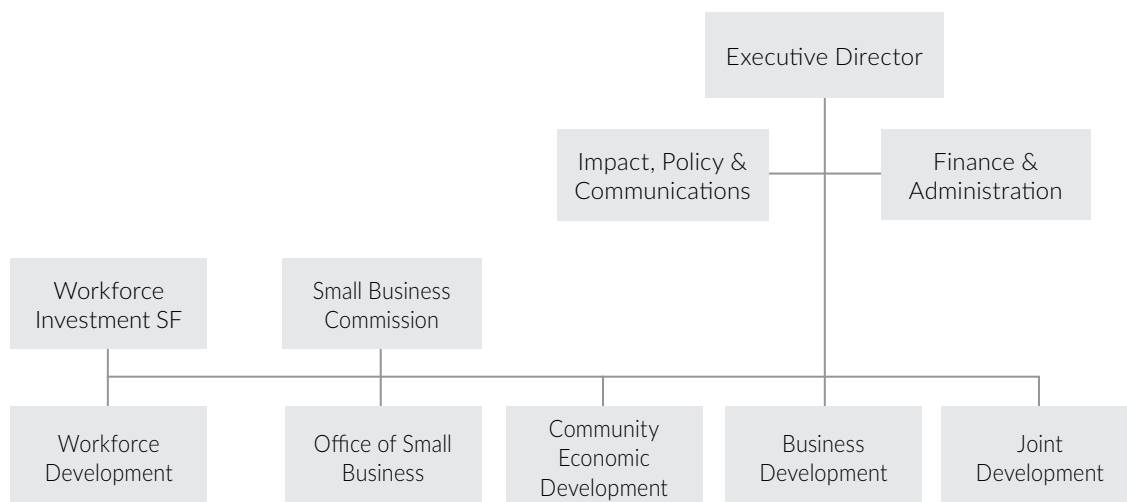 Executive Director
Impact, Policy &
Communications
Finance &
Administration
Workforce
Investment SF
Small Business
Commission
Workforce
Development
Office of Small
Business
Community
Economic
Development
Business
Development
Joint
Development